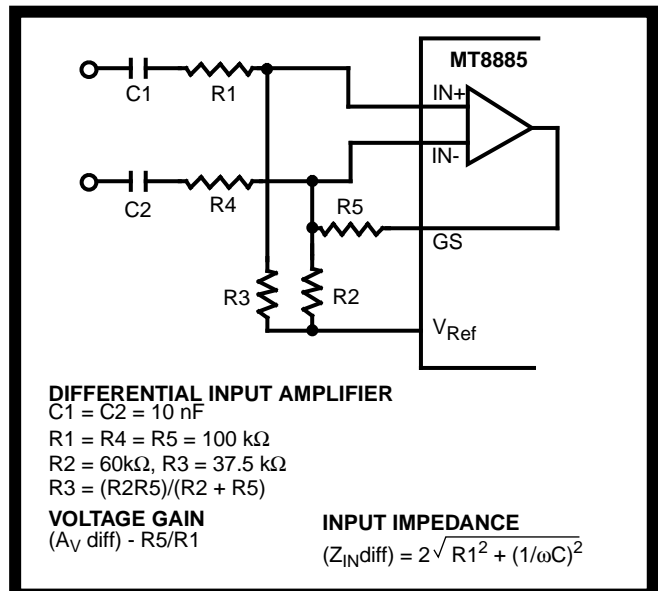 MT8885
C1
R1
IN+
IN-
C2
R4
R5
GS
R3
R2
VRef
DIFFERENTIAL INPUT AMPLIFIER
C1 = C2 = 10 nF
R1 = R4 = R5 = 100 kΩ
R2 = 60kΩ, R3 = 37.5 kΩ
R3 = (R2R5)/(R2 + R5)
VOLTAGE GAIN
(AV diff) - R5/R1
INPUT IMPEDANCE
(ZINdiff) = 2√R1² + (1/ωC)²